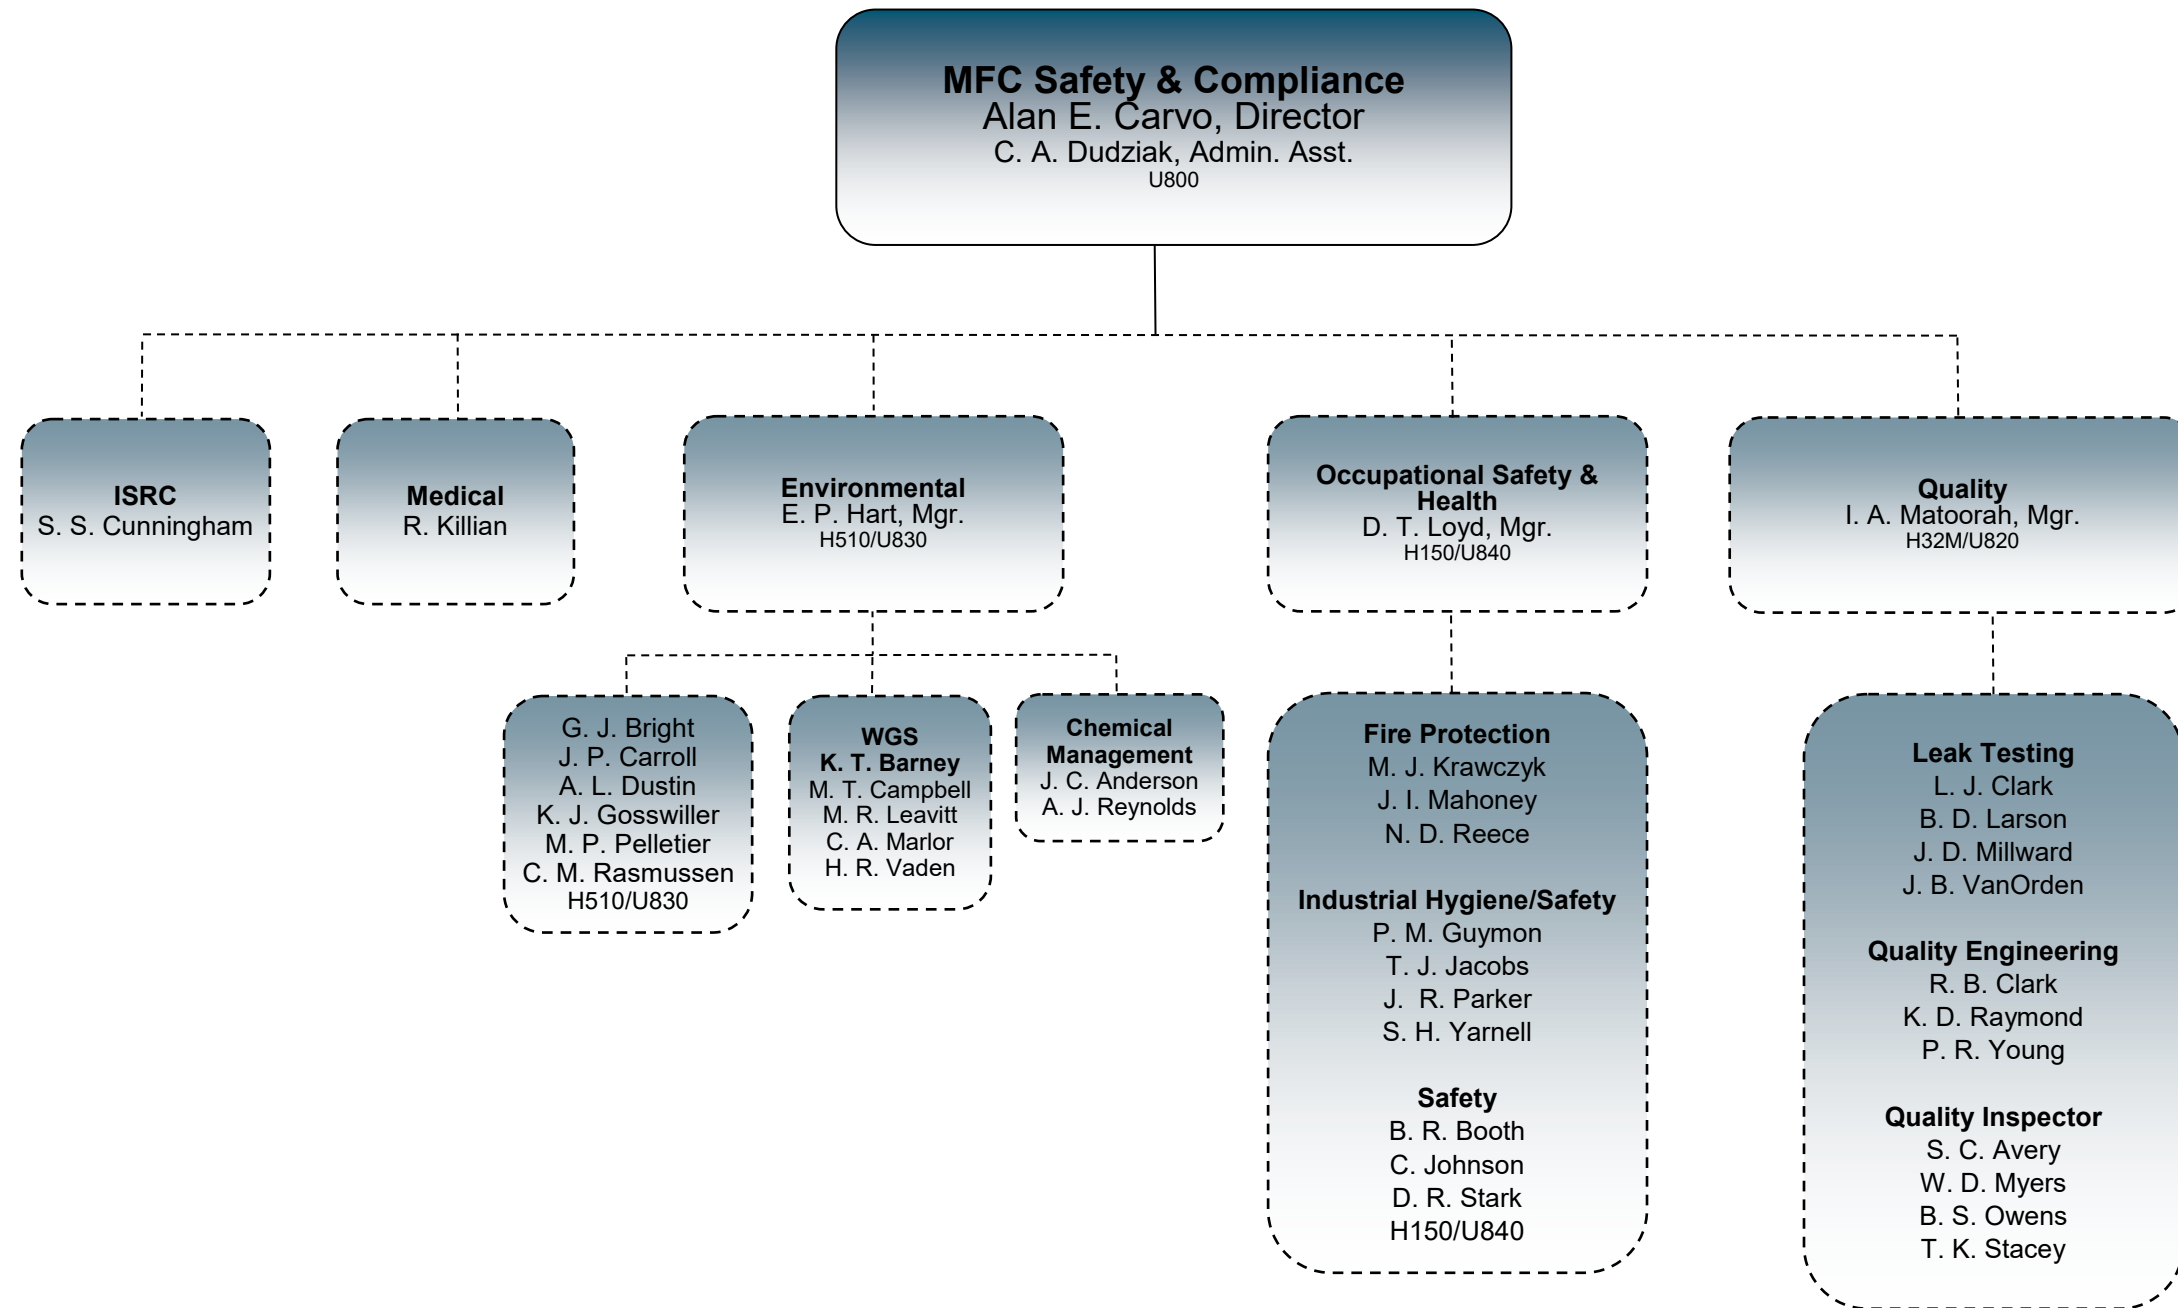 MFC Safety & Compliance
Alan E. Carvo, Director
C. A. Dudziak, Admin. Asst.
U800
ISRC
S. S. Cunningham
Medical
R. Killian
Environmental
E. P. Hart, Mgr.
H510/U830
Occupational Safety &
Health
D. T. Loyd, Mgr.
H150/U840
Quality
I. A. Matoorah, Mgr.
H32M/U820
G. J. Bright
J. P. Carroll
A. L. Dustin
K. J. Gosswiller
M. P. Pelletier
C. M. Rasmussen
H510/U830
WGS
K. T. Barney
M. T. Campbell
M. R. Leavitt
C. A. Marlor
H. R. Vaden
Chemical
Management
J. C. Anderson
A. J. Reynolds
Fire Protection
M. J. Krawczyk
J. I. Mahoney
N. D. Reece
Industrial Hygiene/Safety
P. M. Guymon
T. J. Jacobs
J.  R. Parker
S. H. Yarnell
Safety
B. R. Booth
C. Johnson
D. R. Stark
H150/U840
Leak Testing
L. J. Clark
B. D. Larson
J. D. Millward
J. B. VanOrden
Quality Engineering
R. B. Clark
K. D. Raymond
P. R. Young
Quality Inspector
S. C. Avery
W. D. Myers
B. S. Owens
T. K. Stacey